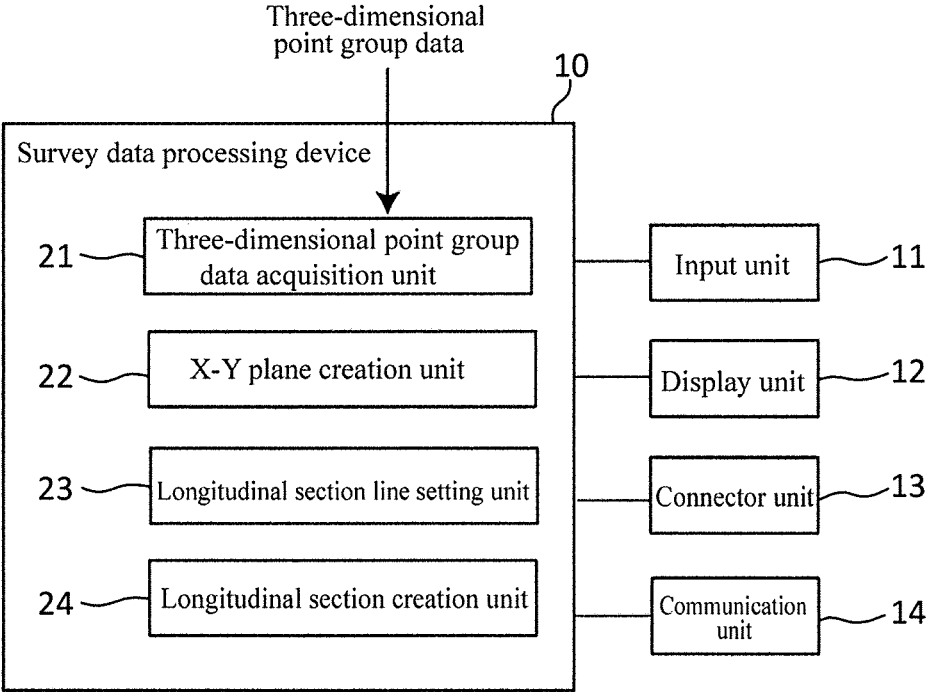 Three-dimensional
point group data
10
Survey data processing device
21
Three-dimensional point group
data acquisition unit
Input unit
11
22
X-Y plane creation unit
Display unit
12
23
Longitudinal section line setting unit
Connector unit
13
24
Longitudinal section creation unit
Communication
unit
14